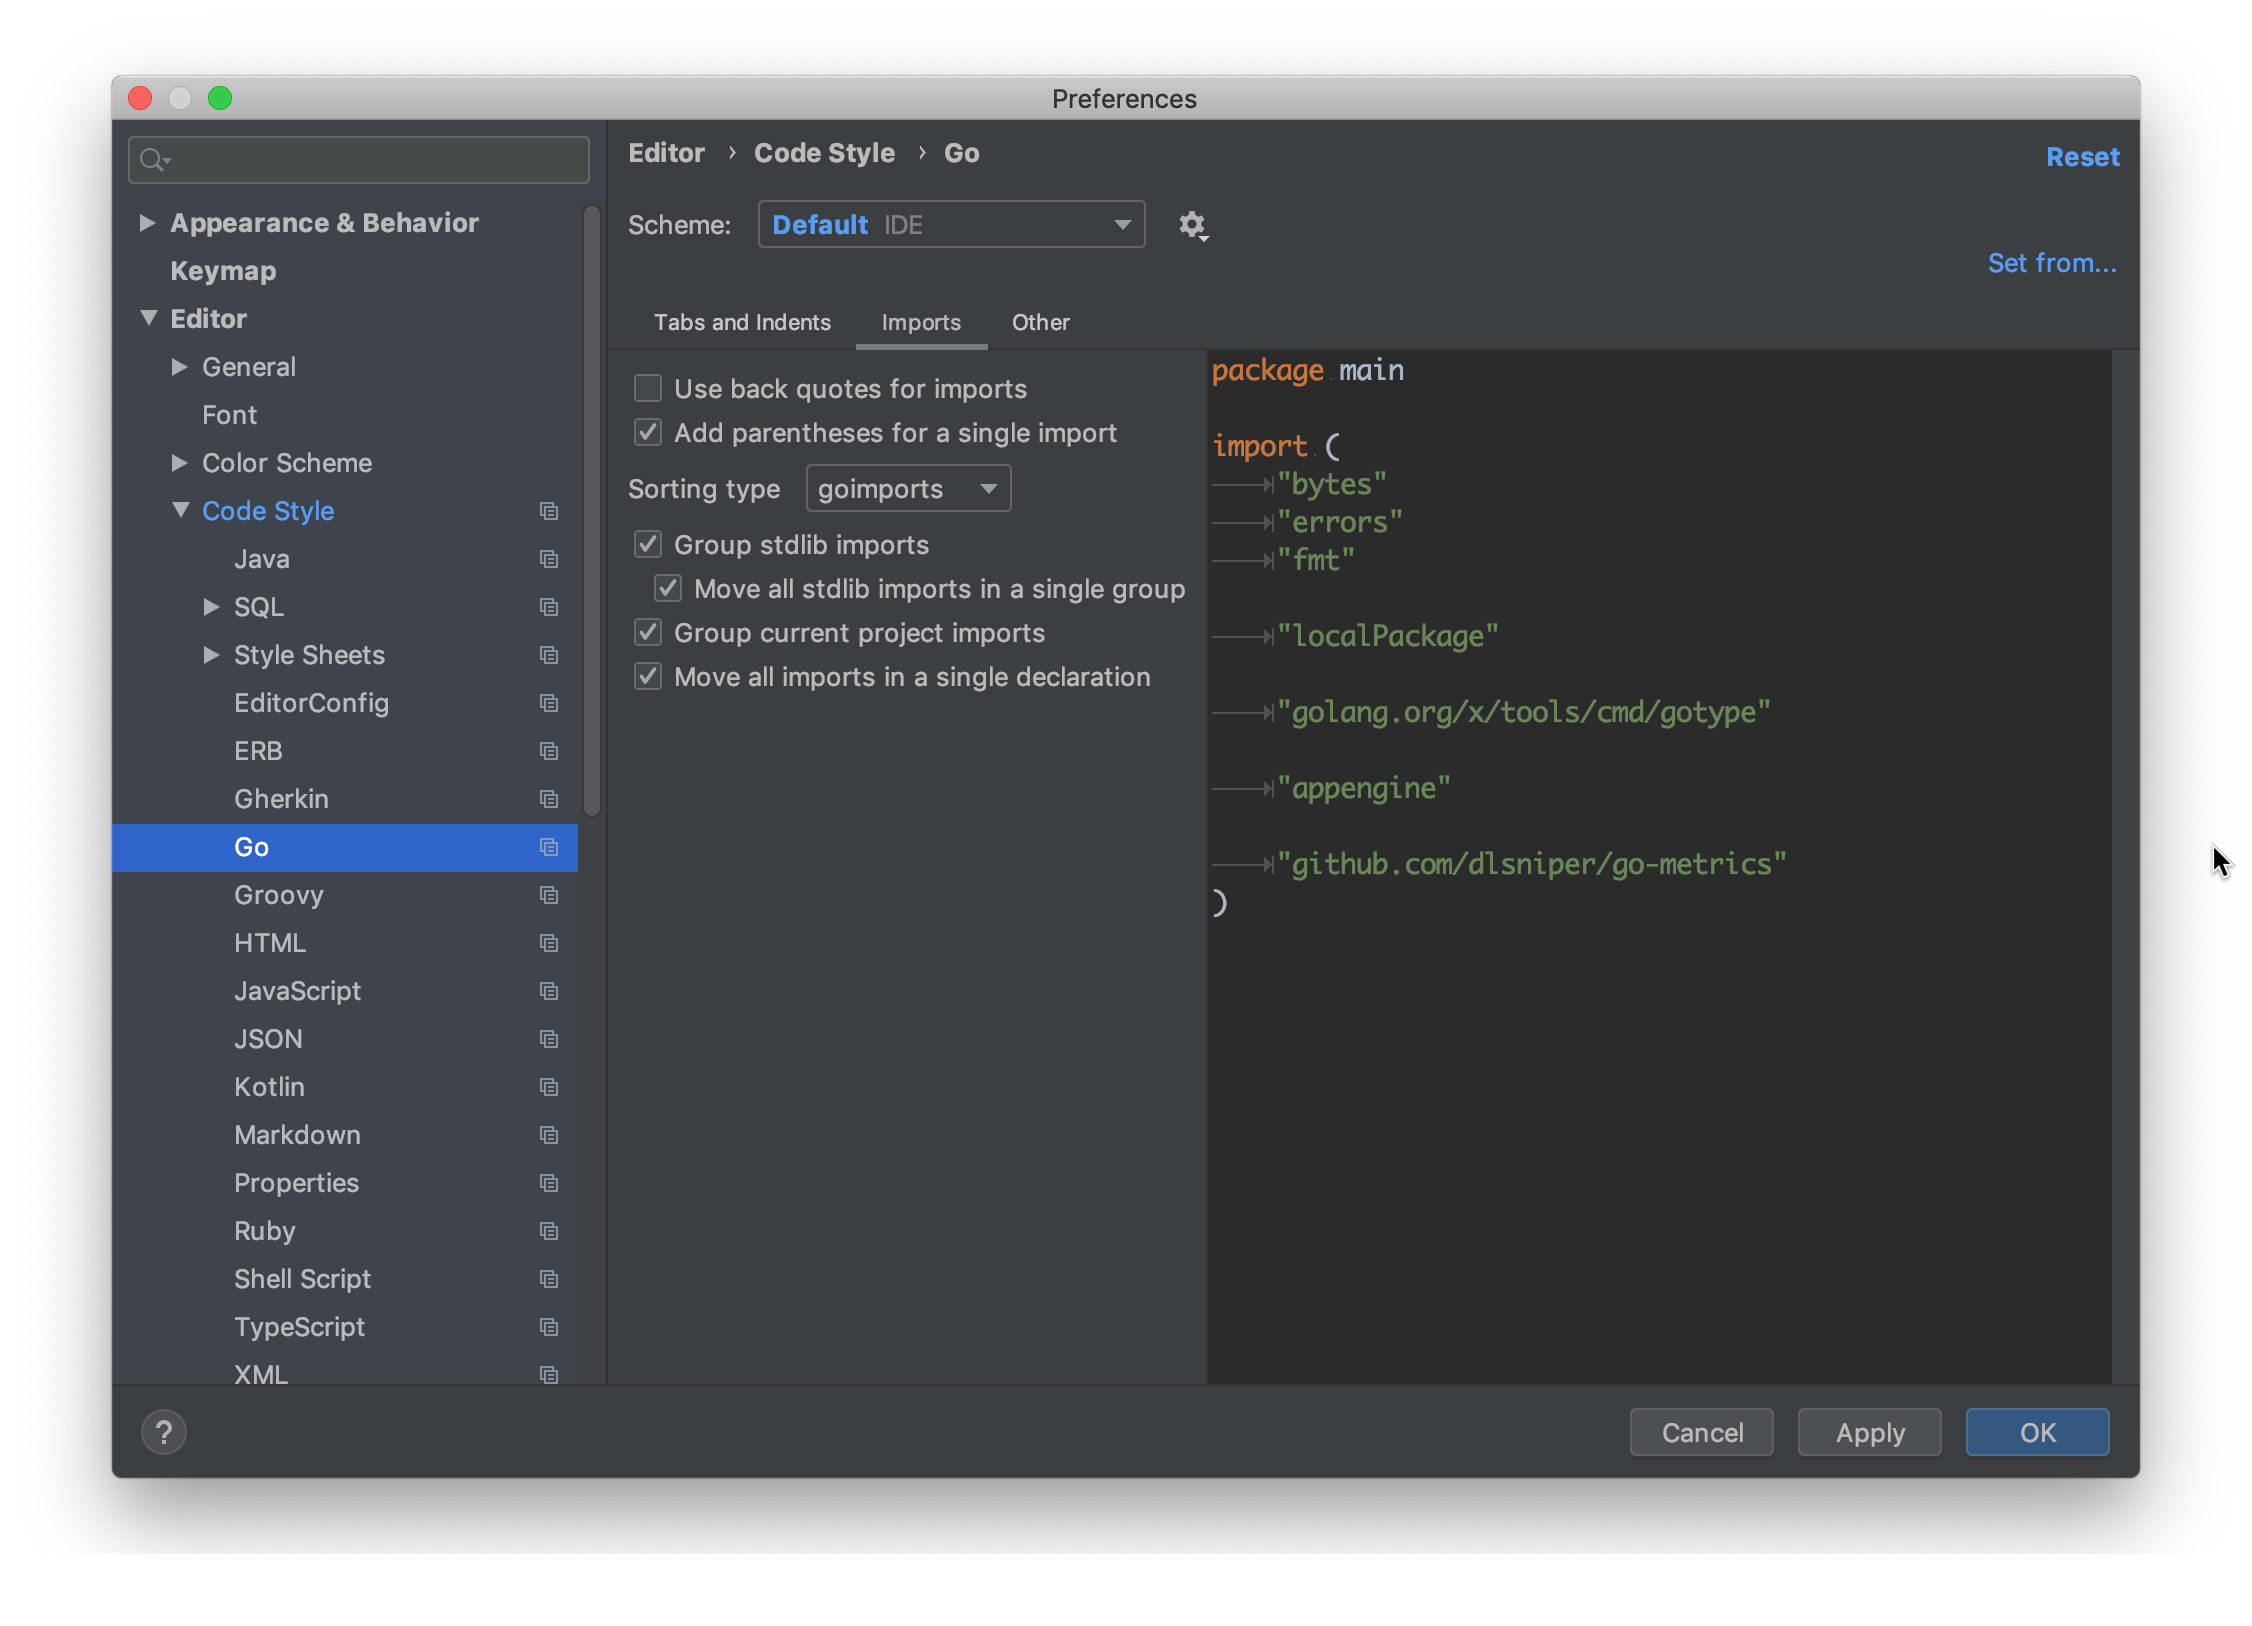 Preferences
Appearance & Behavior
Keymap
Editor
General
Font
Color Scheme
Code Style
Java
SQL
Style Sheets
EditorConfig
ERB
Gherkin
Go
Groovy
HTML
JavaScript
JSON
Kotlin
Markdown
Properties
Ruby
Shell Script
TypeScript
XML
Editor › Code Style › Go
Reset
Scheme: Default IDE
Set from...
Tabs and Indents Imports Other
Use back quotes for imports
Add parentheses for a single import
Sorting type goimports
Group stdlib imports
Move all stdlib imports in a single group
Group current project imports
Move all imports in a single declaration
package main
import (
"bytes"
"errors"
"fmt"
"localPackage"
"golang.org/x/tools/cmd/gotype"
"appengine"
"github.com/dlsniper/go-metrics"
)
?
Cancel Apply OK